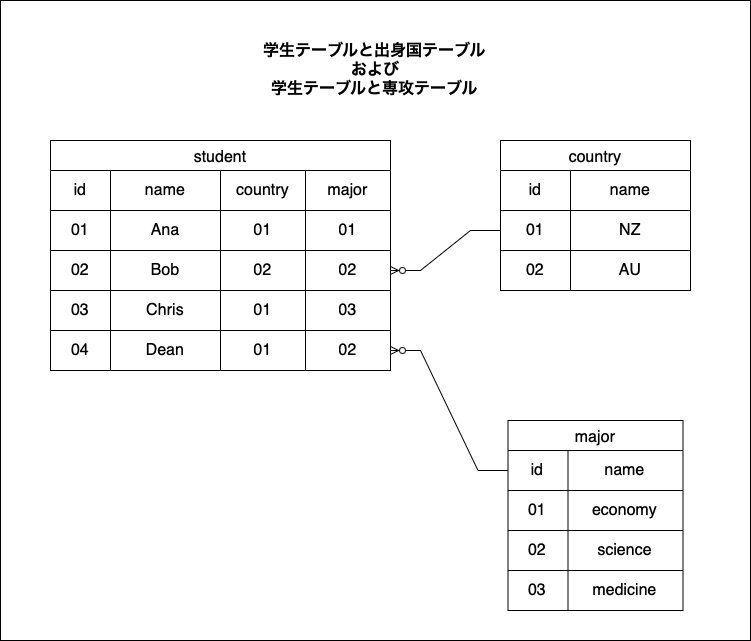 学生テーブルと出身国テーブル
および
学生テーブルと専攻テーブル
student
id name country major
01 Ana 01 01
02 Bob 02 02
03 Chris 01 03
04 Dean 01 02
country
id name
01 NZ
02 AU
major
id name
01 economy
02 science
03 medicine